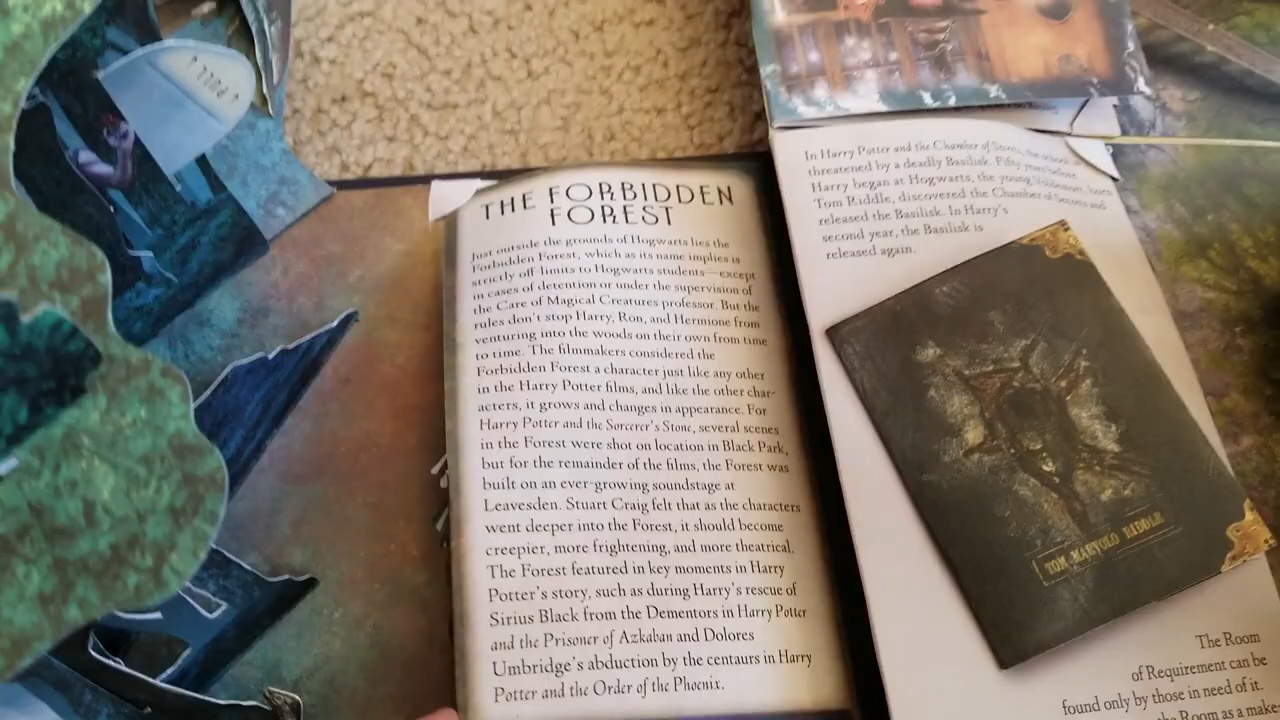 PULL
THE FORBIDDEN
FOREST
Just outside the grounds of Hogwarts lies the
Forbidden Forest, which as its name implies is
strictly off-limits to Hogwarts students—except
in cases of detention or under the supervision of
the Care of Magical Creatures professor. But the
rules don't stop Harry, Ron, and Hermione from
venturing into the woods on their own from time
to time. The filmmakers considered the
Forbidden Forest a character just like any other
in the Harry Potter films, and like the other char-
acters, it grows and changes in appearance. For
Harry Potter and the Sorcerer's Stone, several scenes
in the Forest were shot on location in Black Park,
but for the remainder of the films, the Forest was
built on an ever-growing soundstage at
Leavesden. Stuart Craig felt that as the characters
went deeper into the Forest, it should become
creepier, more frightening, and more theatrical.
The Forest featured in key moments in Harry
Potter's story, such as during Harry's rescue of
Sirius Black from the Dementors in Harry Potter
and the Prisoner of Azkaban and Dolores
Umbridge's abduction by the centaurs in Harry
Potter and the Order of the Phoenix.
In Harry Potter and the Chamber of Secrets, the school is
threatened by a deadly Basilisk. Fifty years before
Harry began at Hogwarts, the young Voldemort, born
Tom Riddle, discovered the Chamber of Secrets and
released the Basilisk. In Harry's
second year, the Basilisk is
released again.
TOM MARVOLO RIDDLE
The Room
of Requirement can be
found only by those in need of it.
the Room as a make